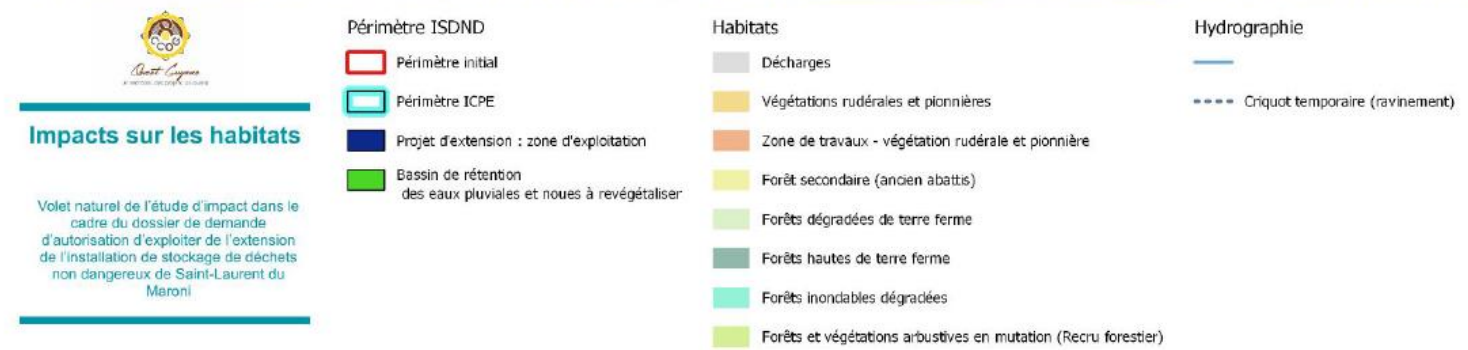 CCOG
Ouest Guyane
Impacts sur les habitats
Volet naturel de l'étude d'impact dans le
cadre du dossier de demande
d'autorisation d'exploiter de l'extension
de l'installation de stockage de déchets
non dangereux de Saint-Laurent du
Maroni
Périmètre ISDND
Périmètre initial
Périmètre ICPE
Projet d'extension : zone d'exploitation
Bassin de rétention
des eaux pluviales et noues à revégétaliser
Habitats
Décharges
Végétations rudérales et pionnières
Zone de travaux - végétation rudérale et pionnière
Forêt secondaire (ancien abattis)
Forêts dégradées de terre ferme
Forêts hautes de terre ferme
Forêts inondables dégradées
Forêts et végétations arbustives en mutation (Recru forestier)
Hydrographie
Criquot temporaire (ravinement)